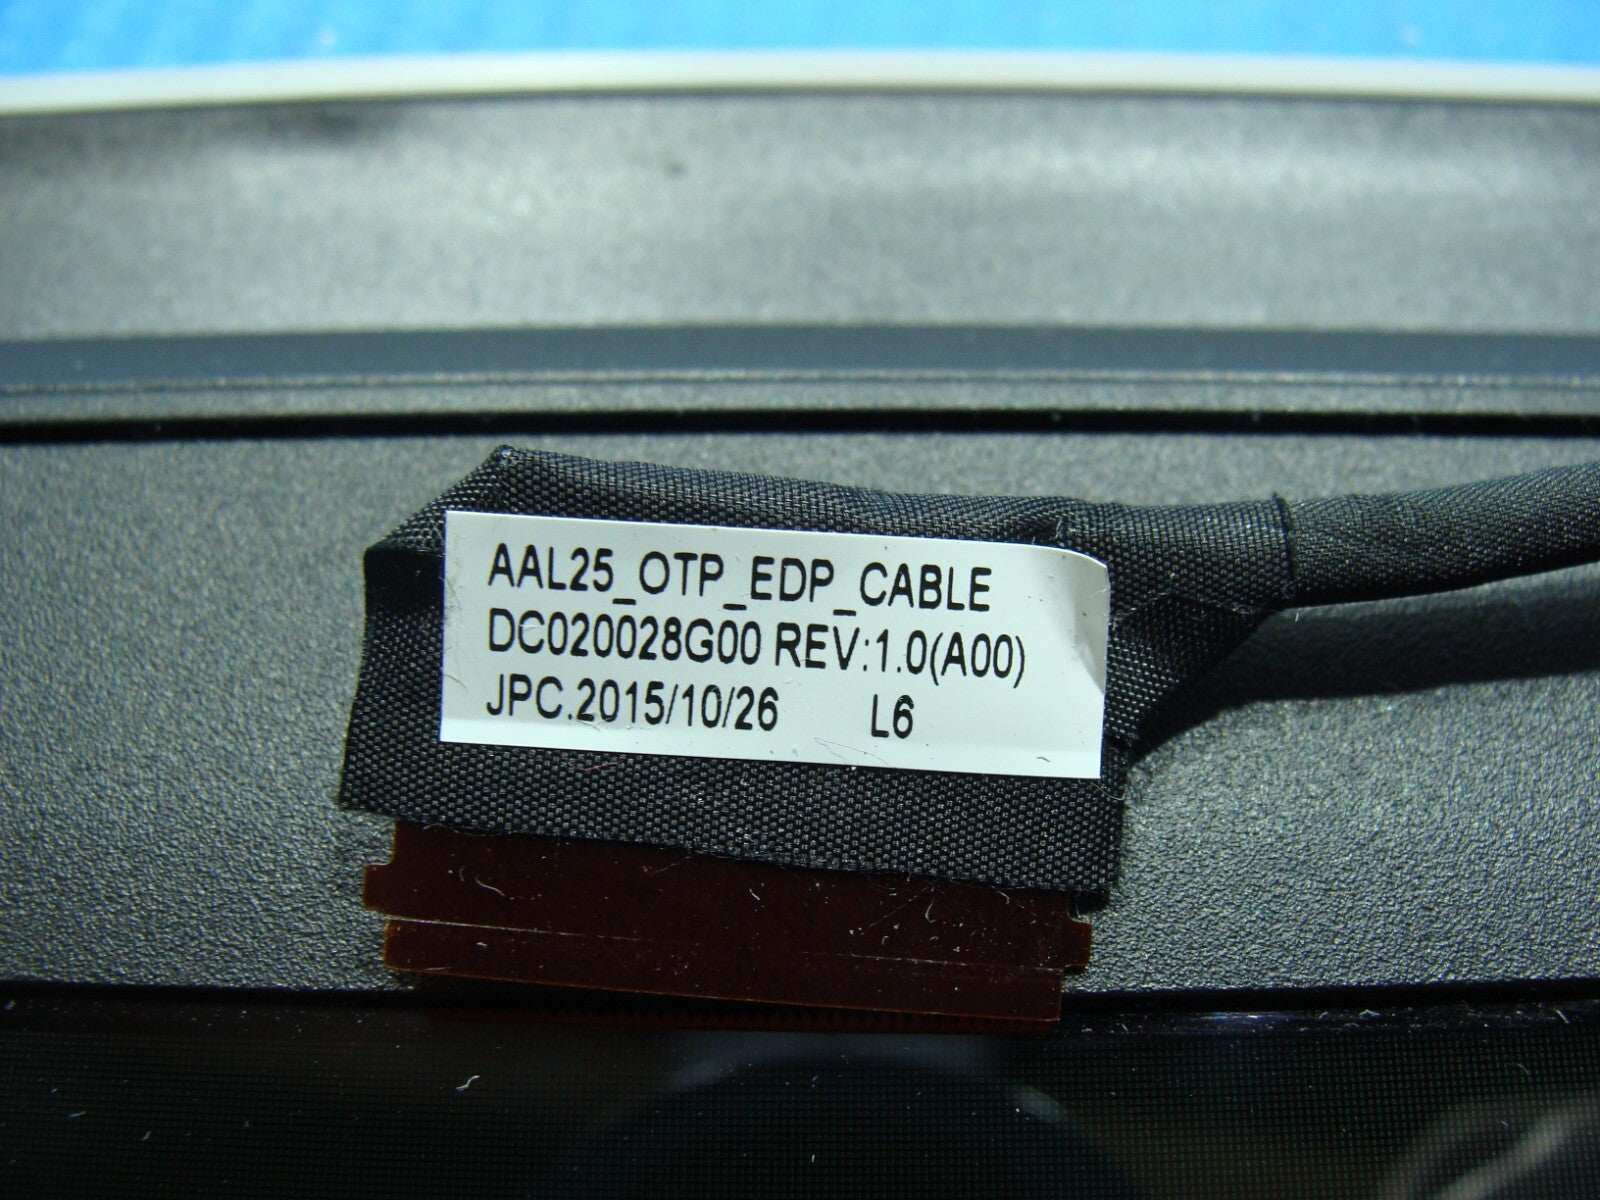 AAL25_OTP_EDP_CABLE
DC020028G00 REV:1.0(A00)
JPC.2015/10/26 L6